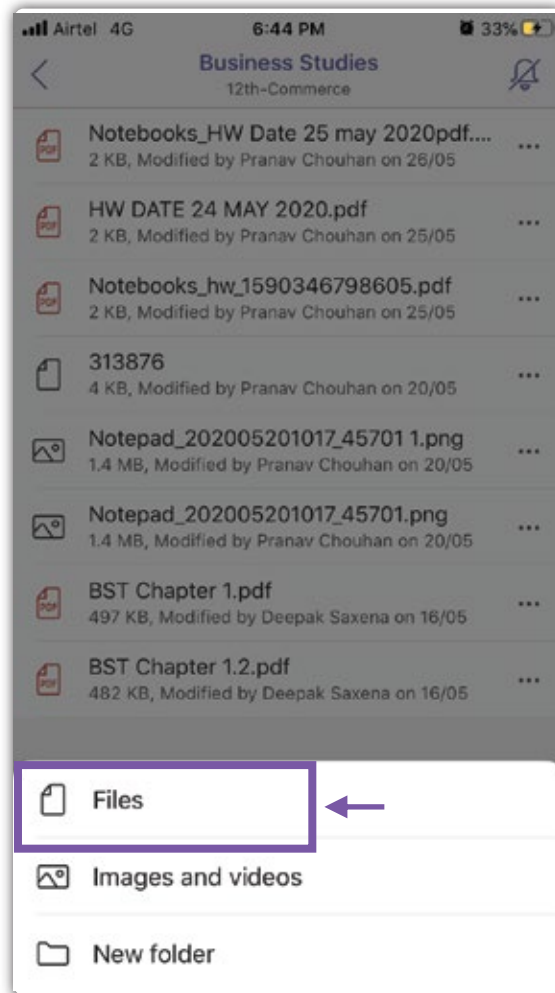 Airtel 4G 6:44 PM 33%
Business Studies
12th-Commerce
Notebooks_HW Date 25 may 2020pdf....
2 KB, Modified by Pranav Chouhan on 26/05
HW DATE 24 MAY 2020.pdf
2 KB, Modified by Pranav Chouhan on 25/05
Notebooks_hw_1590346798605.pdf
2 KB, Modified by Pranav Chouhan on 25/05
313876
4 KB, Modified by Pranav Chouhan on 20/05
Notepad_202005201017_45701 1.png
1.4 MB, Modified by Pranav Chouhan on 20/05
Notepad_202005201017_45701.png
1.4 MB, Modified by Pranav Chouhan on 20/05
BST Chapter 1.pdf
497 KB, Modified by Deepak Saxena on 16/05
BST Chapter 1.2.pdf
482 KB, Modified by Deepak Saxena on 16/05
Files
Images and videos
New folder